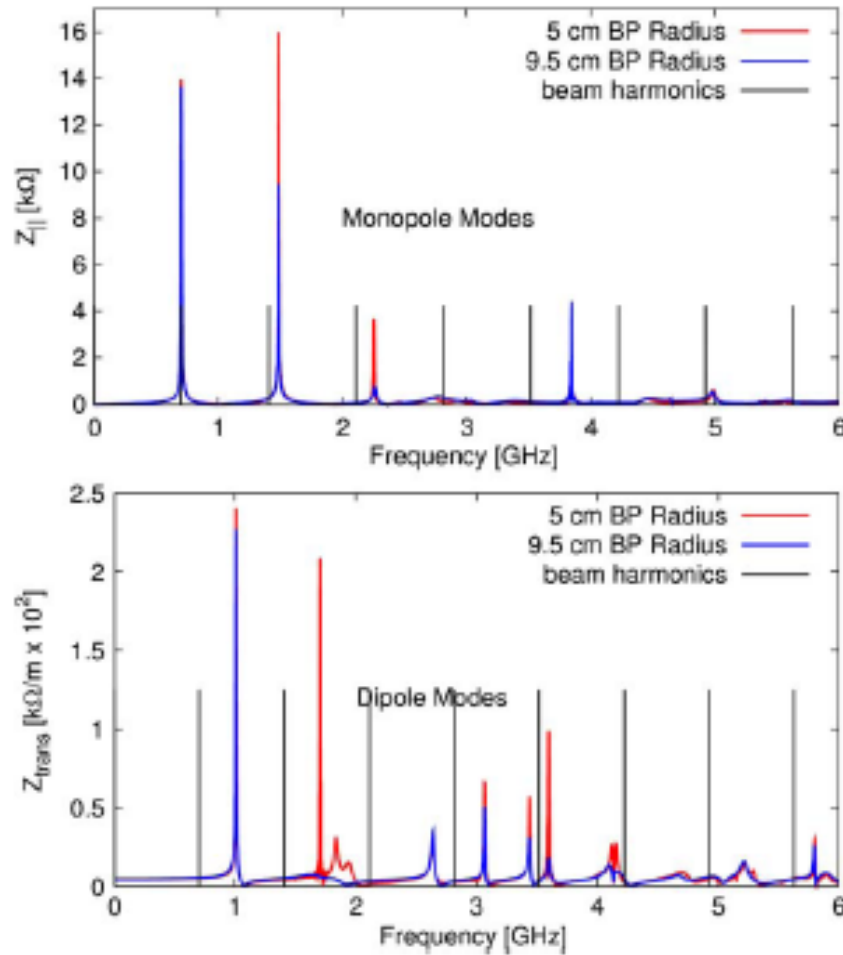 16
14
12
10
8
6
4
2
0
Z|| [kΩ]
5 cm BP Radius
9.5 cm BP Radius
beam harmonics
Monopole Modes
0 1 2 3 4 5 6
Frequency [GHz]
2.5
2
1.5
1
0.5
0
Ztrans [kΩ/m x 10²]
5 cm BP Radius
9.5 cm BP Radius
beam harmonics
Dipole Modes
0 1 2 3 4 5 6
Frequency [GHz]